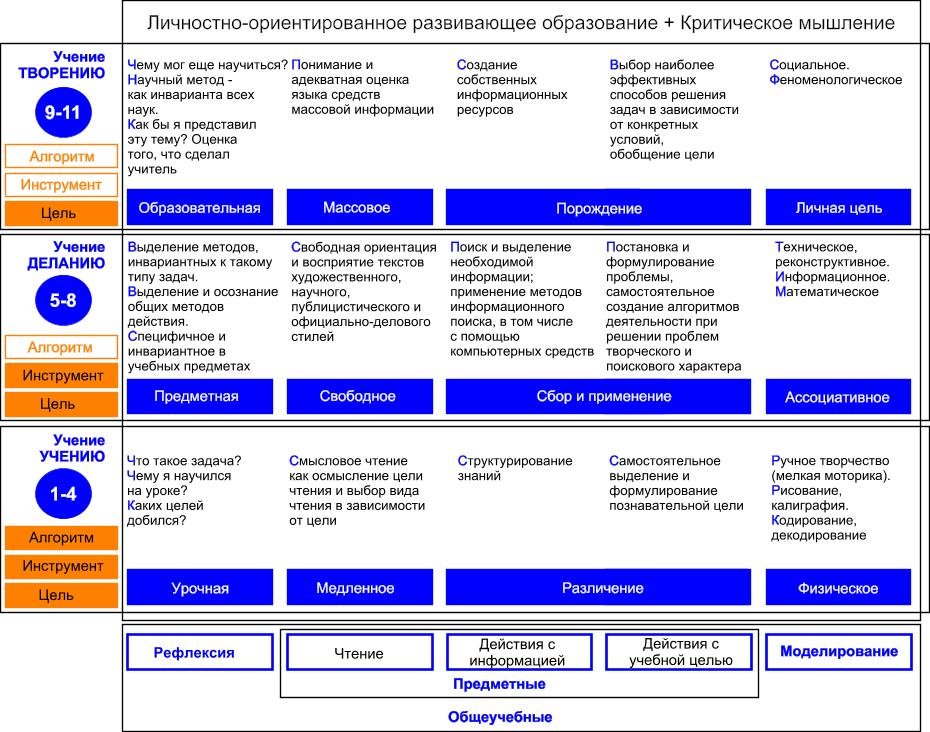 Личностно-ориентированное развивающее образование + Критическое мышление
Учение
ТВОРЕНИЮ
9-11
Алгоритм
Инструмент
Цель
Чему мог еще научиться?
Научный метод -
как инварианта всех
наук.
Как бы я представил
эту тему? Оценка
того, что сделал
учитель
Образовательная
Понимание и
адекватная оценка
языка средств
массовой информации
Массовое
Создание
собственных
информационных
ресурсов
Выбор наиболее
эффективных
способов решения
задач в зависимости
от конкретных
условий,
обобщение цели
Порождение
Социальное.
Феноменологическое
Личная цель
Учение
ДЕЛАНИЮ
5-8
Алгоритм
Инструмент
Цель
Выделение методов,
инвариантных к такому
типу задач.
Выделение и осознание
общих методов
действия.
Специфичное и
инвариантное в
учебных предметах
Предметная
Свободная ориентация
и восприятие текстов
художественного,
научного,
публицистического и
официально-делового
стилей
Свободное
Поиск и выделение
необходимой
информации;
применение методов
информационного
поиска, в том числе
с помощью
компьютерных средств
Постановка и
формулирование
проблемы,
самостоятельное
создание алгоритмов
деятельности при
решении проблем
творческого и
поискового характера
Сбор и применение
Техническое,
реконструктивное.
Информационное.
Математическое
Ассоциативное
Учение
УЧЕНИЮ
1-4
Алгоритм
Инструмент
Цель
Что такое задача?
Чему я научился
на уроке?
Каких целей
добился?
Урочная
Смысловое чтение
как осмысление цели
чтения и выбор вида
чтения в зависимости
от цели
Медленное
Структурирование
знаний
Самостоятельное
выделение и
формулирование
познавательной цели
Различение
Ручное творчество
(мелкая моторика).
Рисование,
калиграфия.
Кодирование,
декодирование
Физическое
Рефлексия
Чтение
Действия с
информацией
Действия с
учебной целью
Моделирование
Предметные
Общеучебные